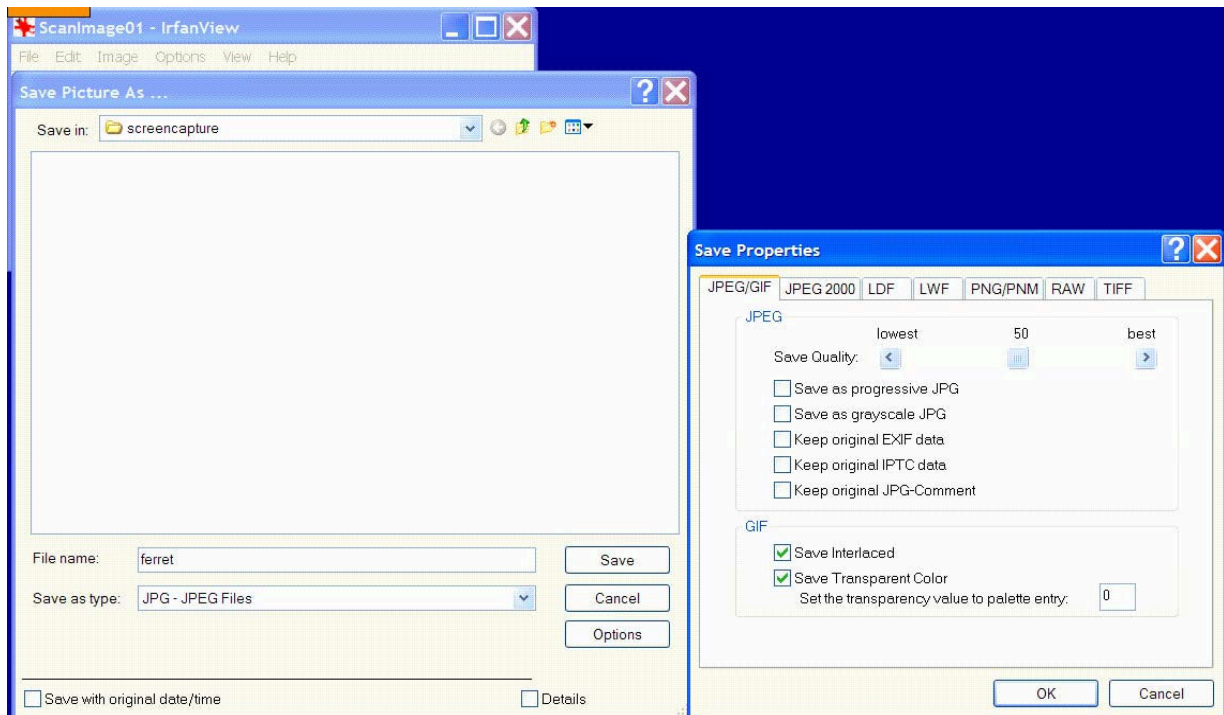 ScanImage01 - IrfanView
File Edit Image Options View Help
Save Picture As ...
Save in: screencapture
File name: ferret
Save
Save as type: JPG - JPEG Files
Cancel
Options
Save with original date/time
Details
Save Properties
JPEG/GIF JPEG 2000 LDF LWF PNG/PNM RAW TIFF
JPEG
lowest 50 best
Save Quality:
Save as progressive JPG
Save as grayscale JPG
Keep original EXIF data
Keep original IPTC data
Keep original JPG-Comment
GIF
Save Interlaced
Save Transparent Color
Set the transparency value to palette entry: 0
OK Cancel